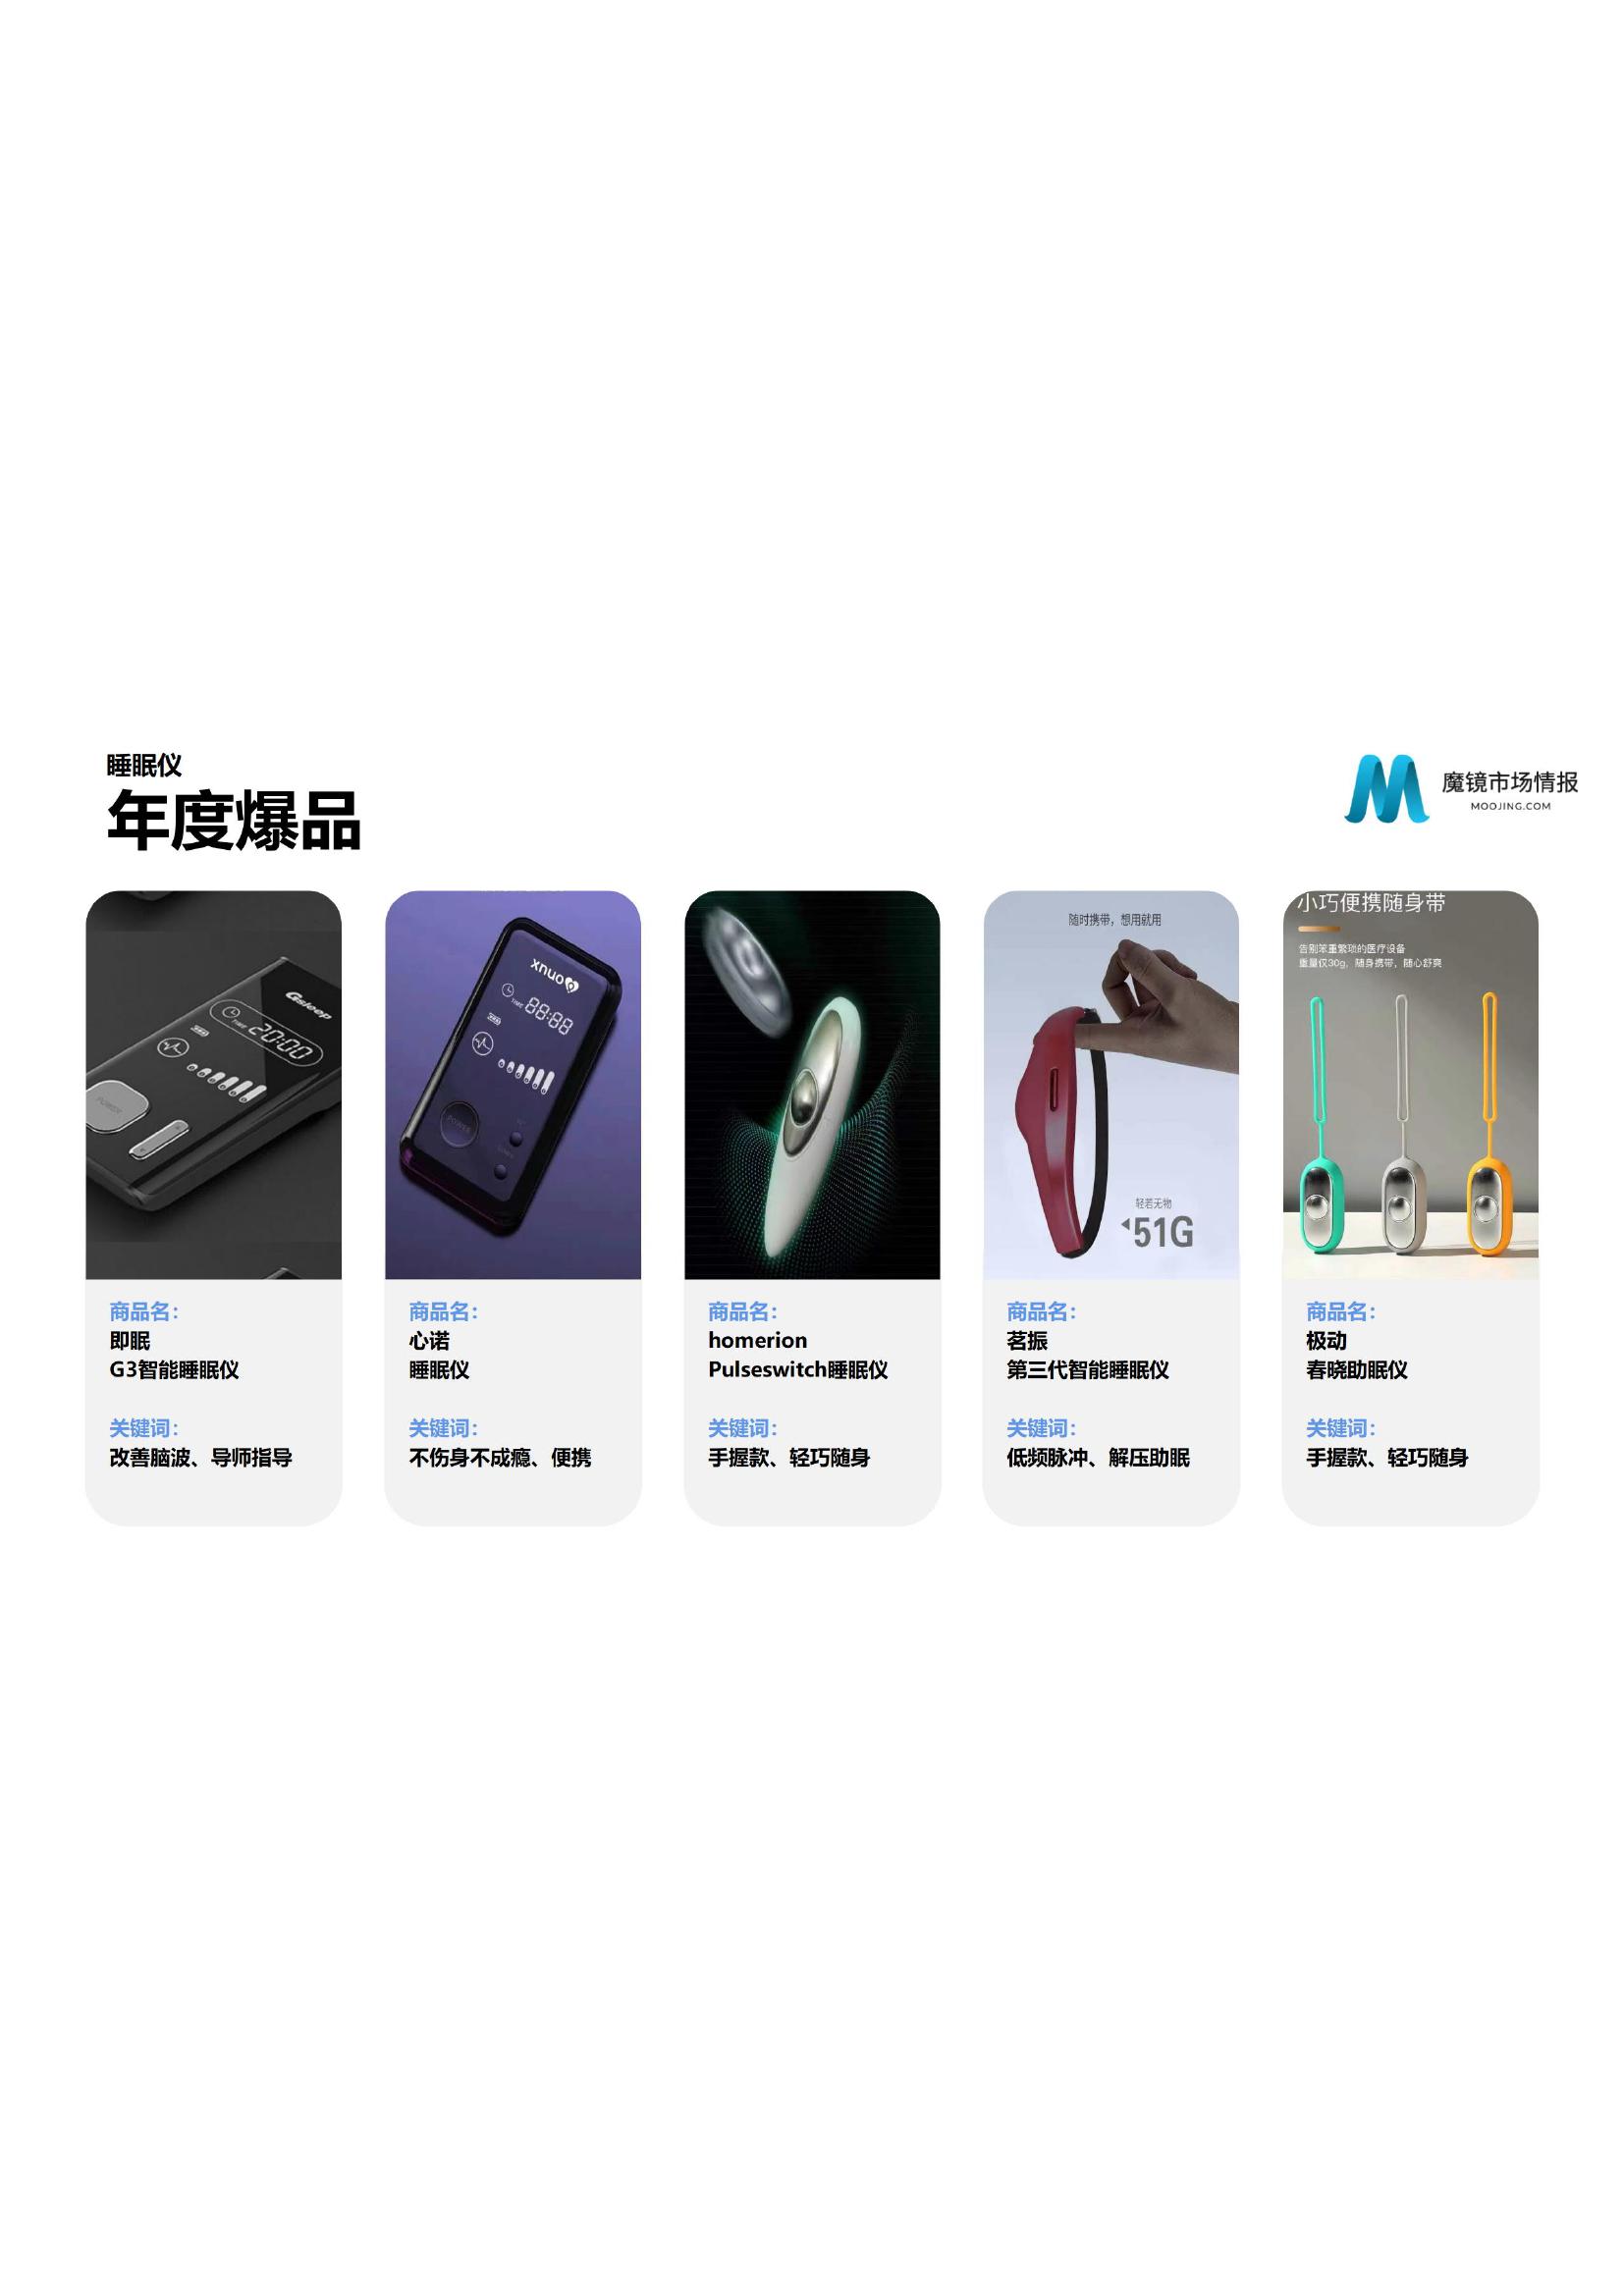 睡眠仪
年度爆品
魔镜市场情报
MOOJING.COM
Gsleep
TIMER 20:00
POWER
商品名：
即眠
G3智能睡眠仪
关键词：
改善脑波、导师指导
xnuo
TIMER 88:88
POWER
商品名：
心诺
睡眠仪
关键词：
不伤身不成瘾、便携
商品名：
homerion
Pulseswitch睡眠仪
关键词：
手握款、轻巧随身
随时携带，想用就用
轻若无物
51G
商品名：
茗振
第三代智能睡眠仪
关键词：
低频脉冲、解压助眠
小巧便携随身带
告别笨重繁琐的医疗设备
重量仅30g，随身携带，随心舒爽
商品名：
极动
春晓助眠仪
关键词：
手握款、轻巧随身